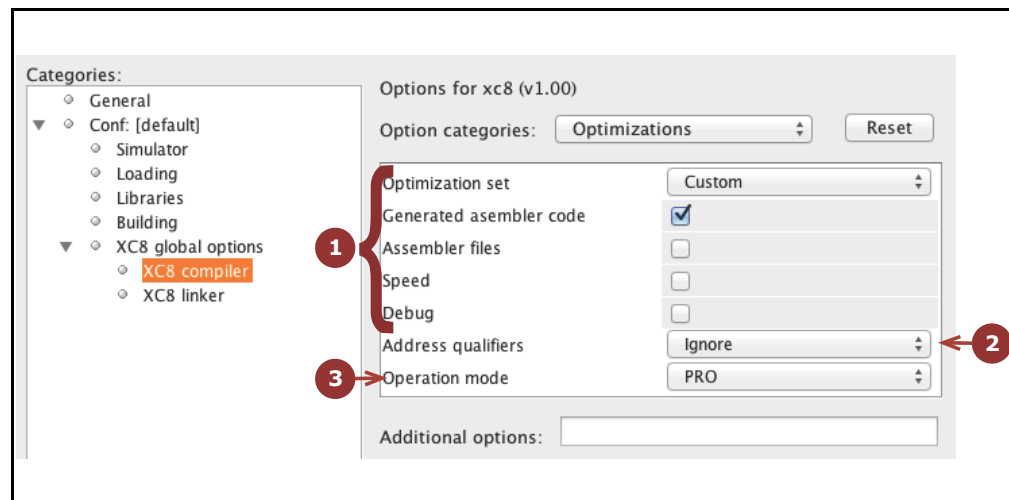 Categories:
General
Conf: [default]
Simulator
Loading
Libraries
Building
XC8 global options
XC8 compiler
XC8 linker
Options for xc8 (v1.00)
Option categories: Optimizations Reset
Optimization set Custom
Generated asembler code
1 Assembler files
Speed
Debug
Address qualifiers Ignore 2
3 Operation mode PRO
Additional options: